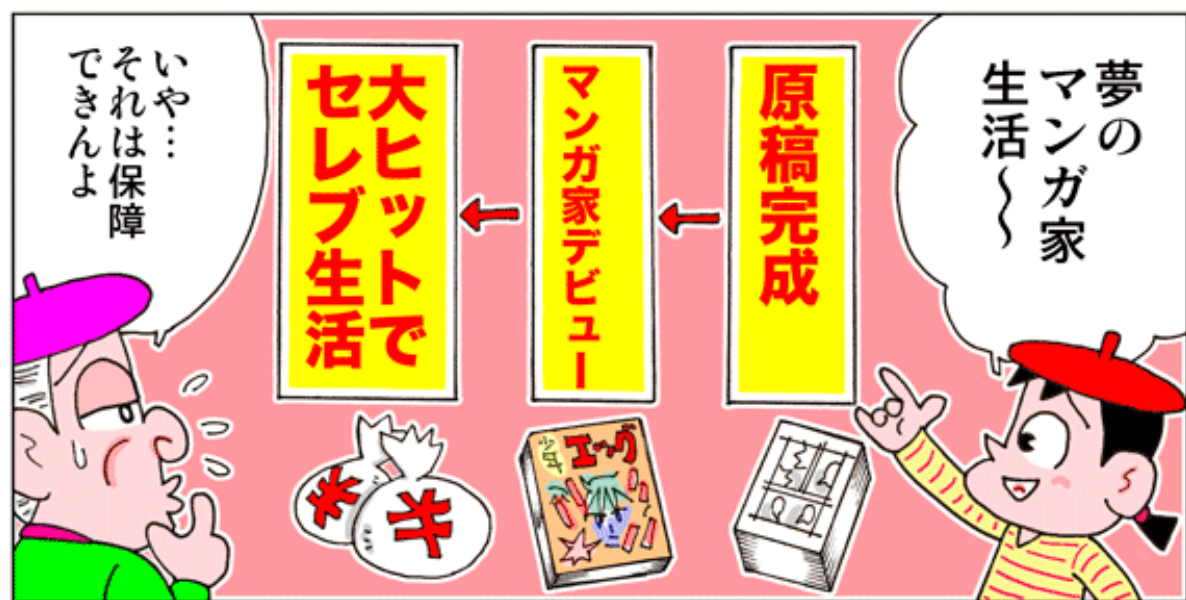 夢の
マンガ家
生活～～
原稿完成
マンガ家デビュー
大ヒットで
セレブ生活
いや…
それは保障
できんよ
少年
エッグ